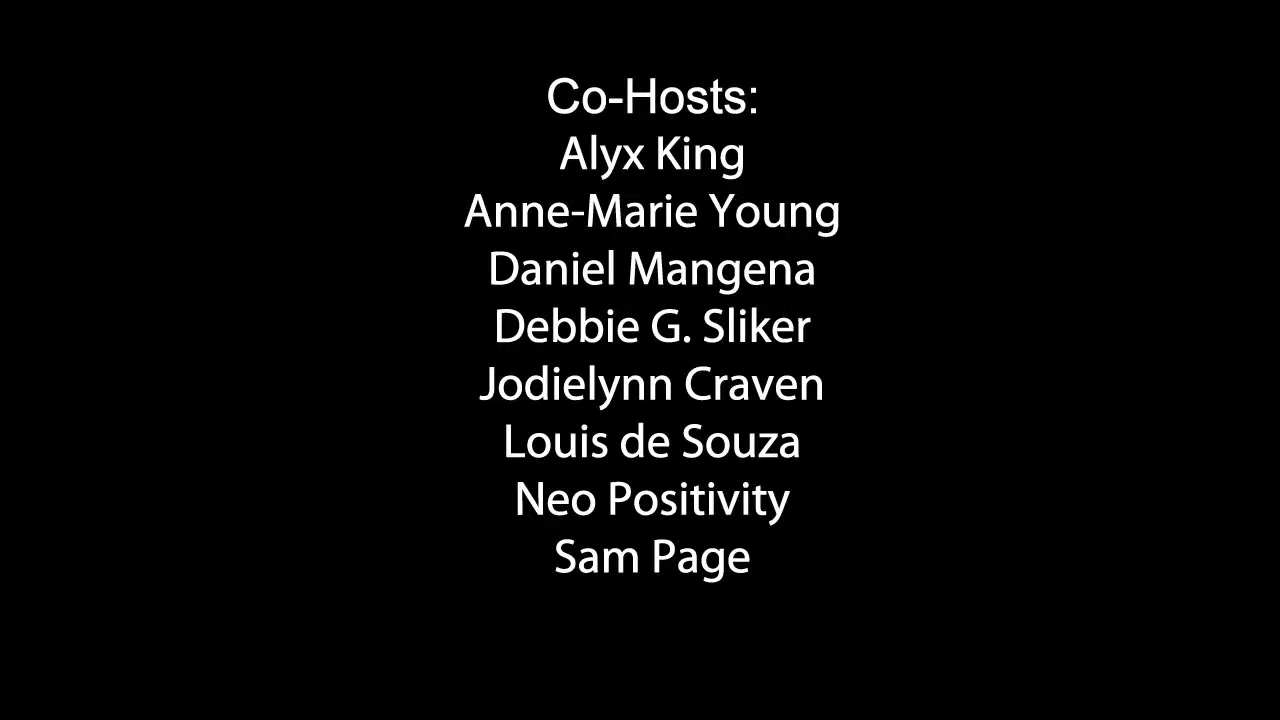 Co-Hosts:
Alyx King
Anne-Marie Young
Daniel Mangena
Debbie G. Sliker
Jodielynn Craven
Louis de Souza
Neo Positivity
Sam Page